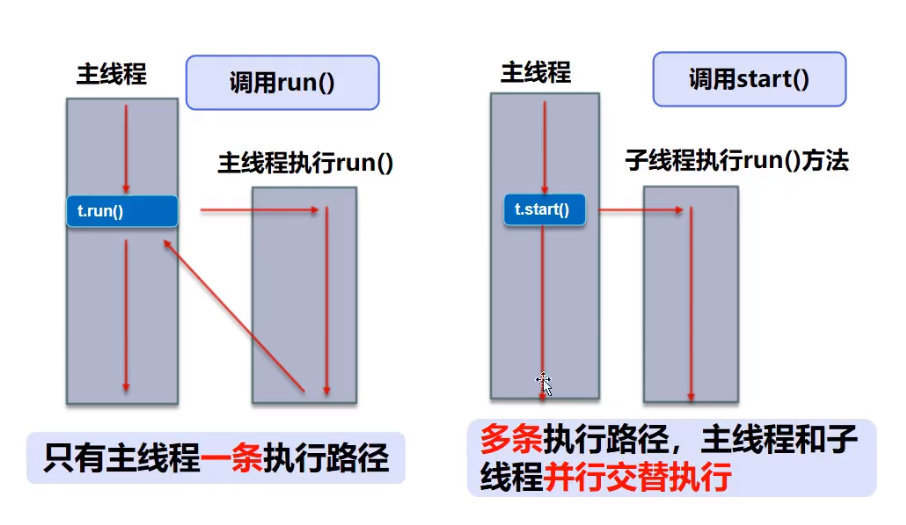 主线程
调用run()
主线程执行run()
t.run()
只有主线程一条执行路径
主线程
调用start()
子线程执行run()方法
t.start()
多条执行路径，主线程和子
线程并行交替执行